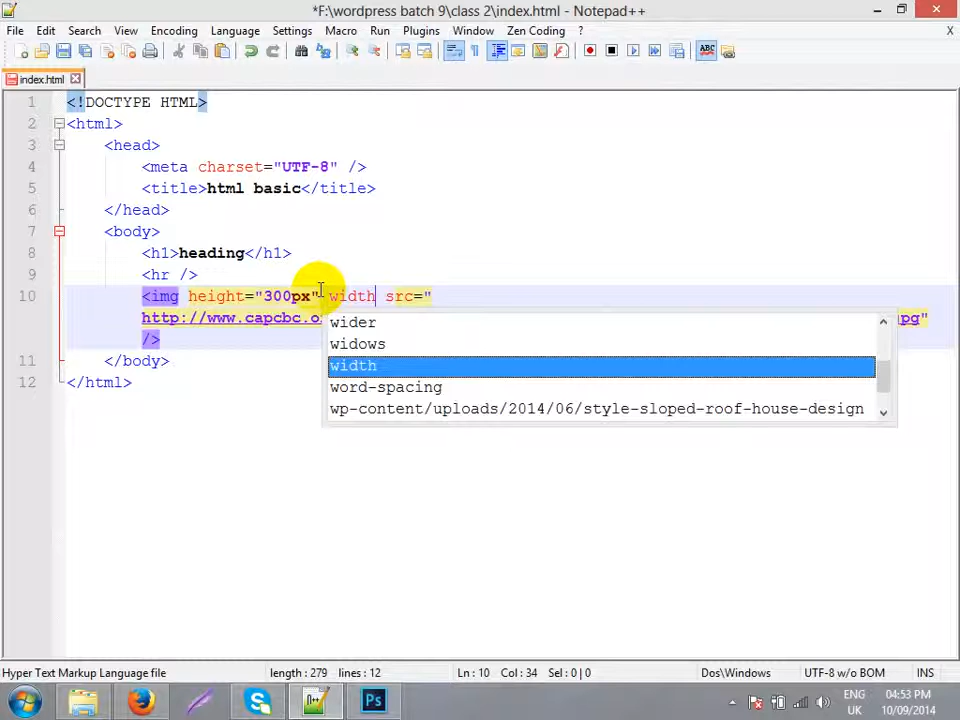 *F:\wordpress batch 9\class 2\index.html - Notepad++
File Edit Search View Encoding Language Settings Macro Run Plugins Window Zen Coding ? X
index.html
1 <!DOCTYPE HTML>
2 <html>
3 <head>
4 <meta charset="UTF-8" />
5 <title>html basic</title>
6 </head>
7 <body>
8 <h1>heading</h1>
9 <hr />
10 <img height="300px" width src="
http://www.capcbc.o pg"
wider
/>
widows
11 </body>
width
12 </html>
word-spacing
wp-content/uploads/2014/06/style-sloped-roof-house-design
Hyper Text Markup Language file length : 279 lines : 12 Ln : 10 Col : 34 Sel : 0 | 0 Dos\Windows UTF-8 w/o BOM INS
ENG 04:53 PM
UK 10/09/2014